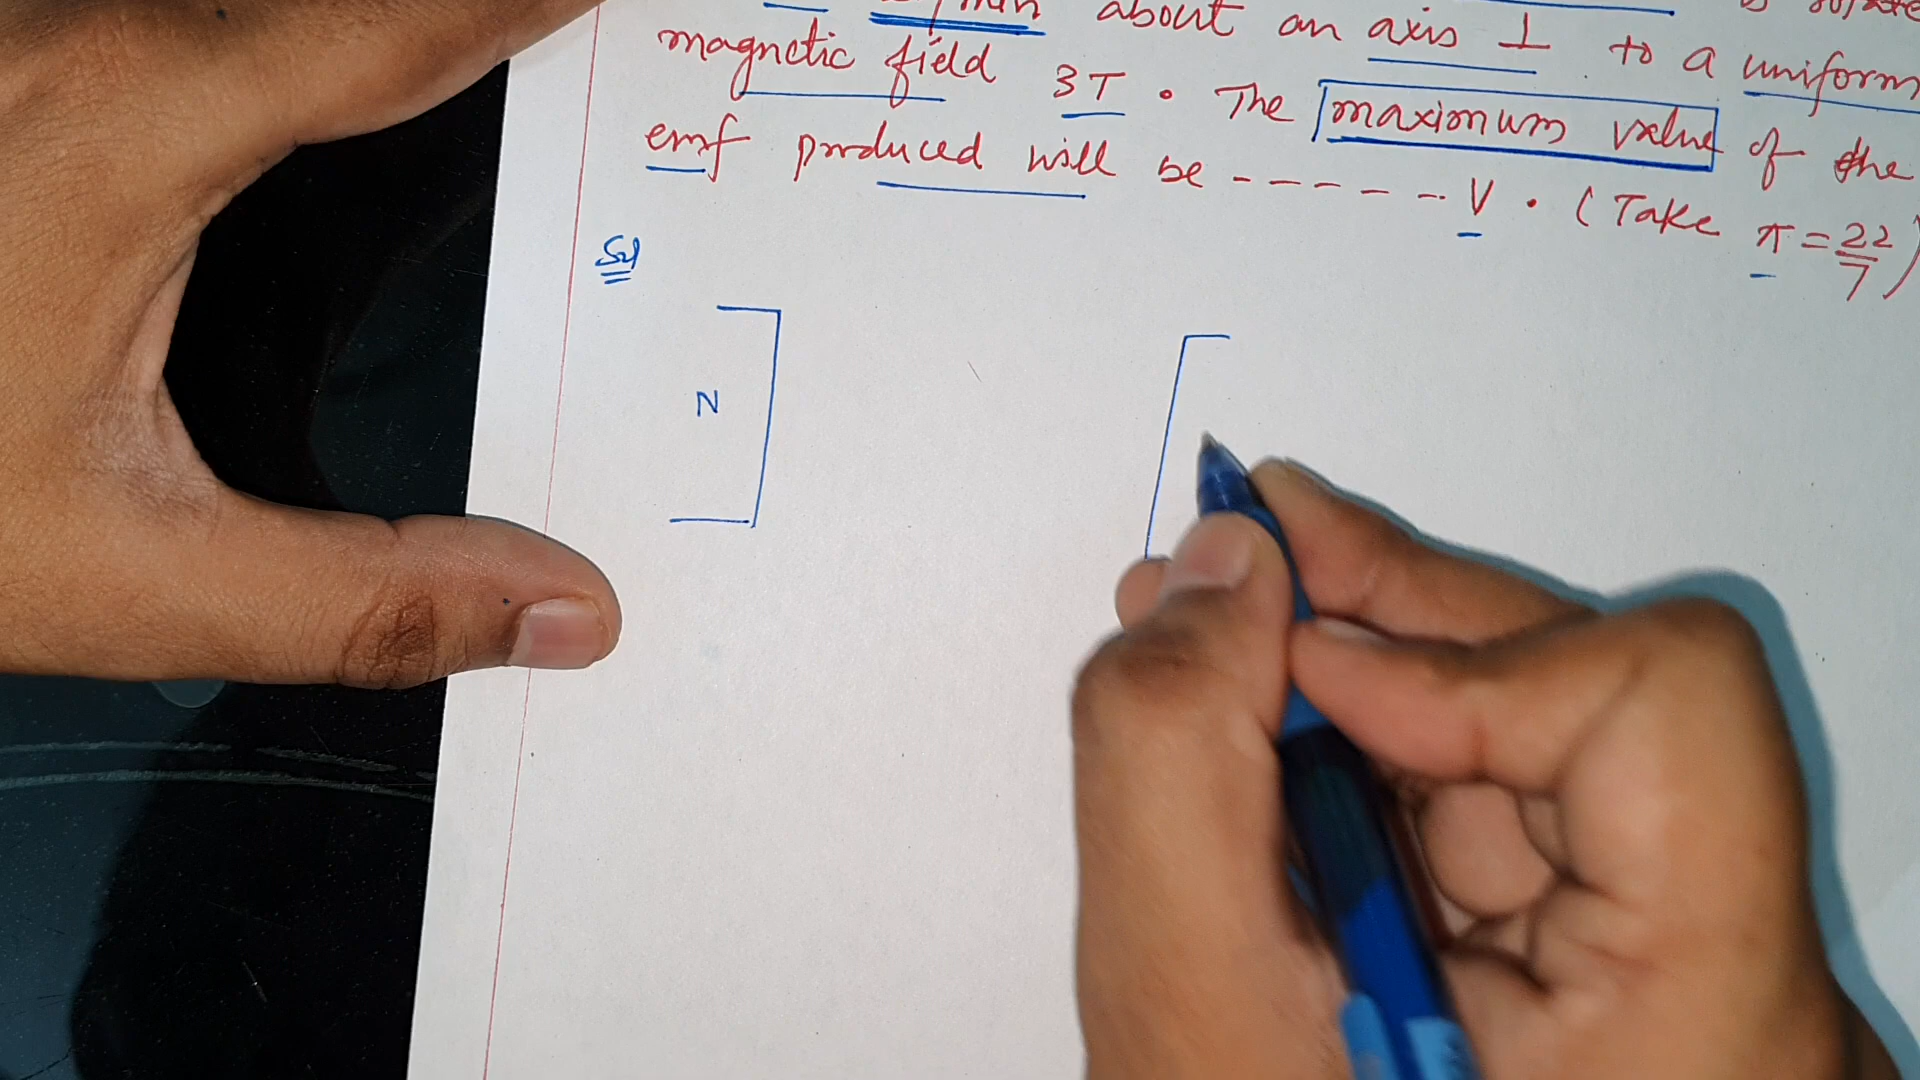 about an axis ⊥ to a uniform
magnetic field 3T. The maximum value of the
emf produced will be ------ V. (Take π = 22/7)
Sol
N